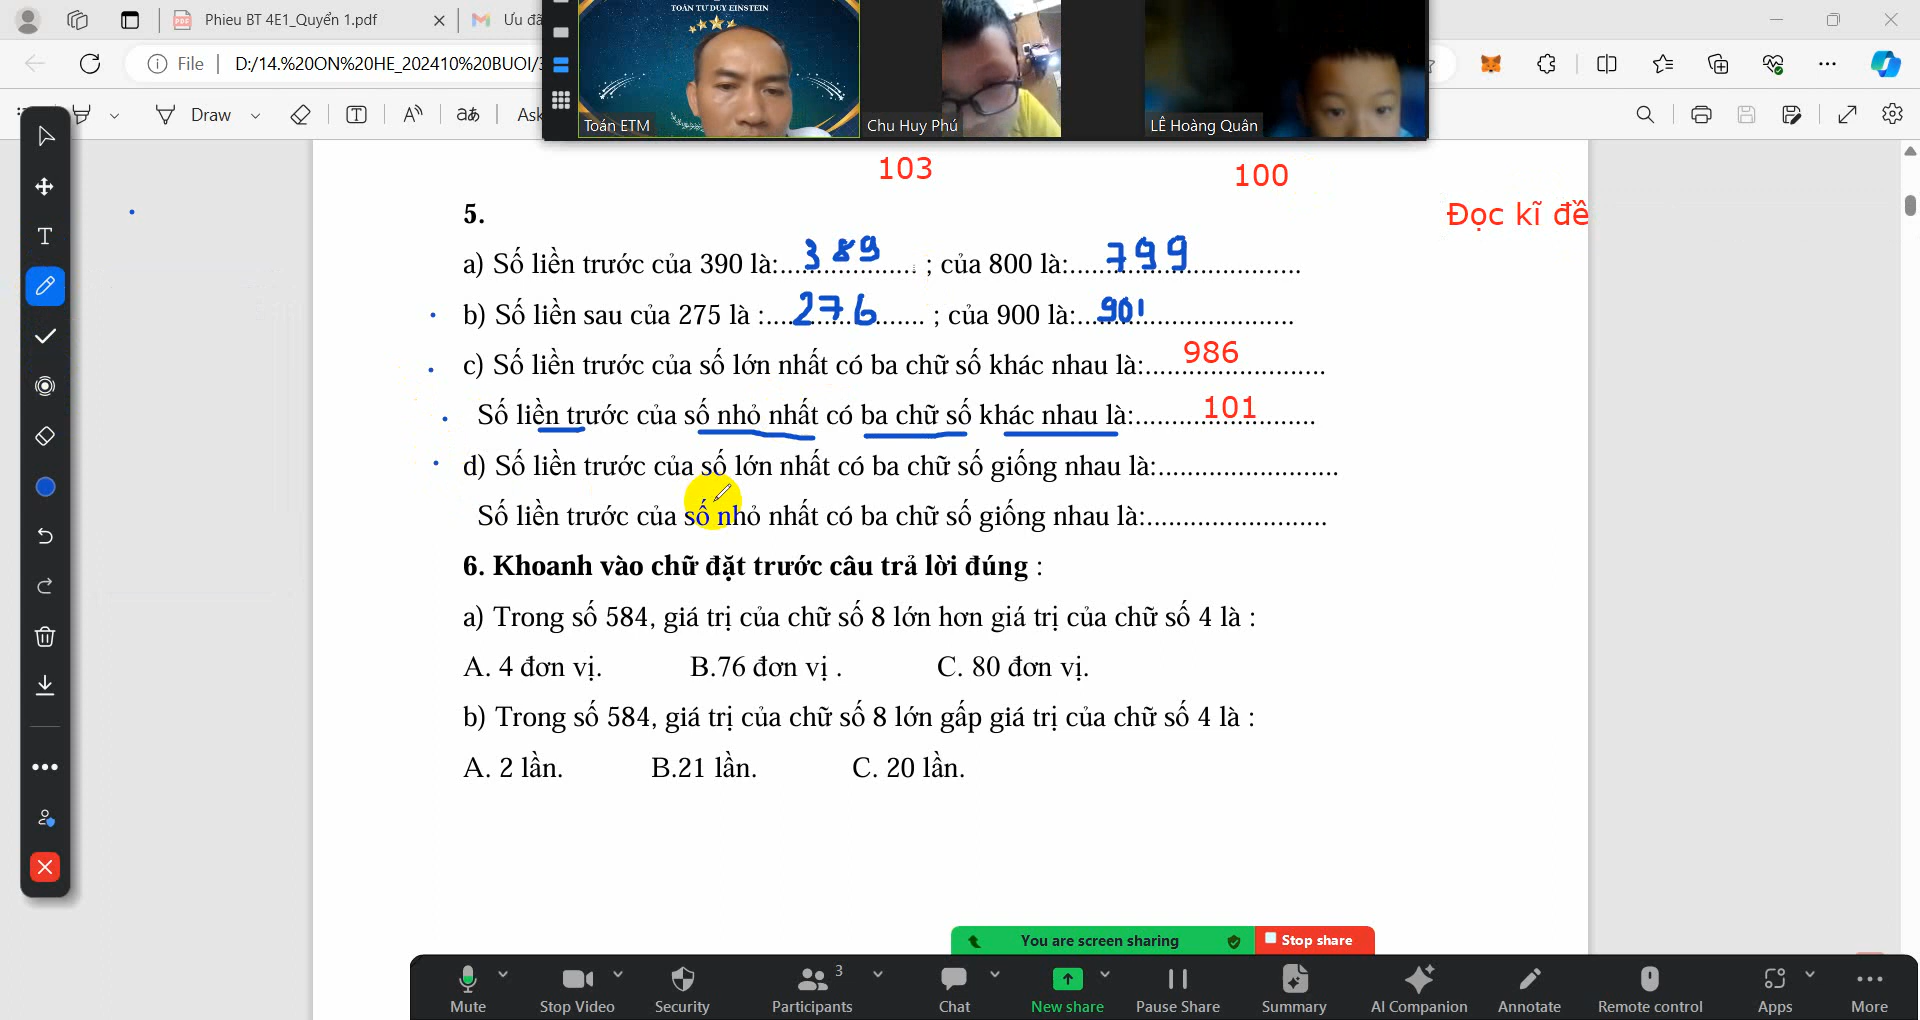 Phieu BT 4E1_Quyển 1.pdf
Ưu đã
File
D:/14.%20ON%20HE_202410%20BUOI/3
Draw
aあ
Ask
TOÁN TƯ DUY EINSTEIN
Toán ETM
Chu Huy Phú
LÊ Hoàng Quân
103
100
Đọc kĩ đề
5.
a) Số liền trước của 390 là:....389.... ; của 800 là:....799....
b) Số liền sau của 275 là :....276.... ; của 900 là:....901....
c) Số liền trước của số lớn nhất có ba chữ số khác nhau là:....986....
Số liền trước của số nhỏ nhất có ba chữ số khác nhau là:....101....
d) Số liền trước của số lớn nhất có ba chữ số giống nhau là:........................
Số liền trước của số nhỏ nhất có ba chữ số giống nhau là:........................
6. Khoanh vào chữ đặt trước câu trả lời đúng :
a) Trong số 584, giá trị của chữ số 8 lớn hơn giá trị của chữ số 4 là :
A. 4 đơn vị. B.76 đơn vị . C. 80 đơn vị.
b) Trong số 584, giá trị của chữ số 8 lớn gấp giá trị của chữ số 4 là :
A. 2 lần. B.21 lần. C. 20 lần.
You are screen sharing
Stop share
3
Mute
Stop Video
Security
Participants
Chat
New share
Pause Share
Summary
AI Companion
Annotate
Remote control
Apps
More